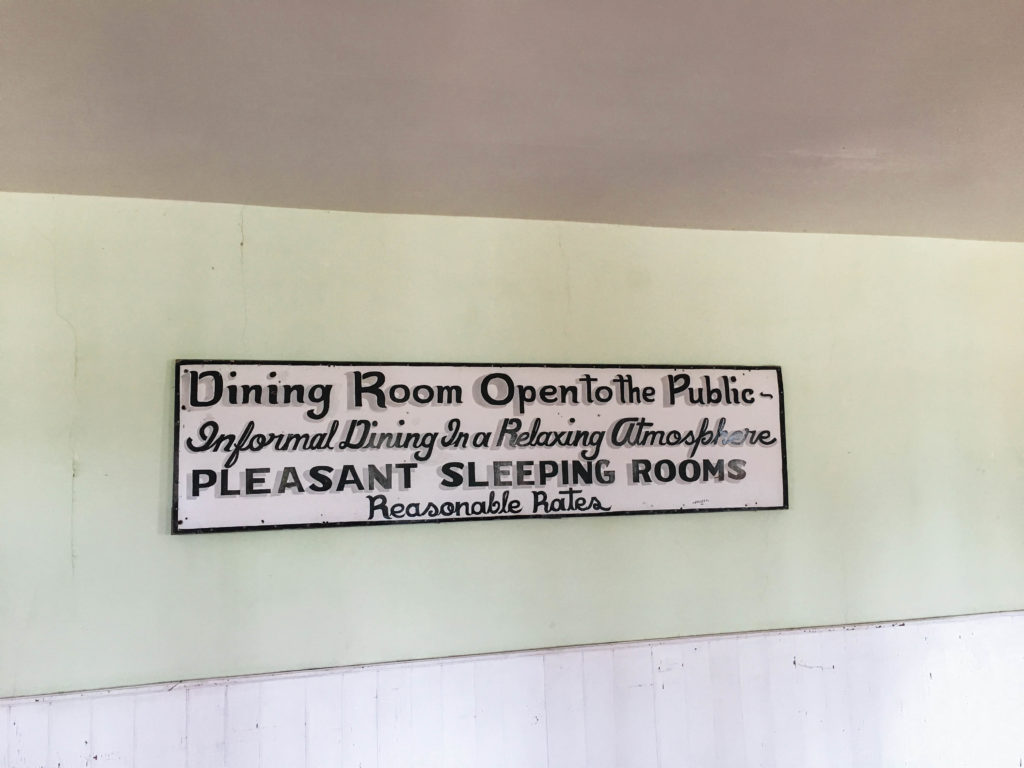 Dining Room Open to the Public -
Informal Dining In a Relaxing Atmosphere
PLEASANT SLEEPING ROOMS
Reasonable Rates